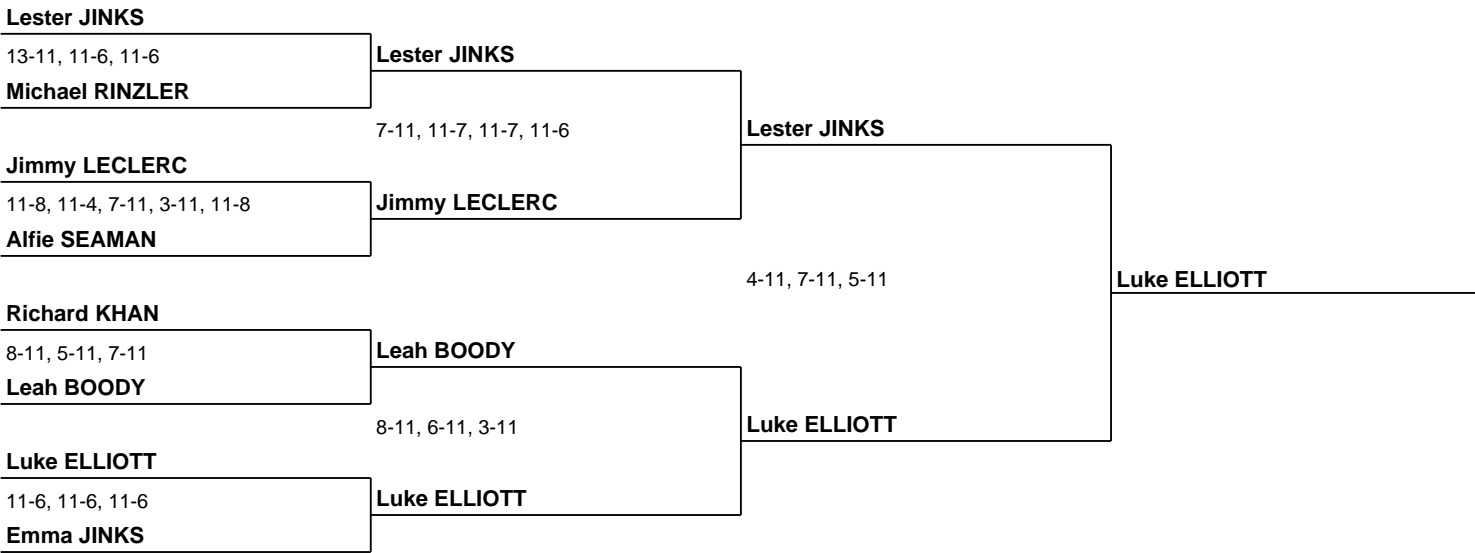 Lester JINKS
13-11, 11-6, 11-6
Michael RINZLER
Jimmy LECLERC
11-8, 11-4, 7-11, 3-11, 11-8
Alfie SEAMAN
Richard KHAN
8-11, 5-11, 7-11
Leah BOODY
Luke ELLIOTT
11-6, 11-6, 11-6
Emma JINKS
Lester JINKS
7-11, 11-7, 11-7, 11-6
Jimmy LECLERC
Leah BOODY
8-11, 6-11, 3-11
Luke ELLIOTT
Lester JINKS
4-11, 7-11, 5-11
Luke ELLIOTT
Luke ELLIOTT